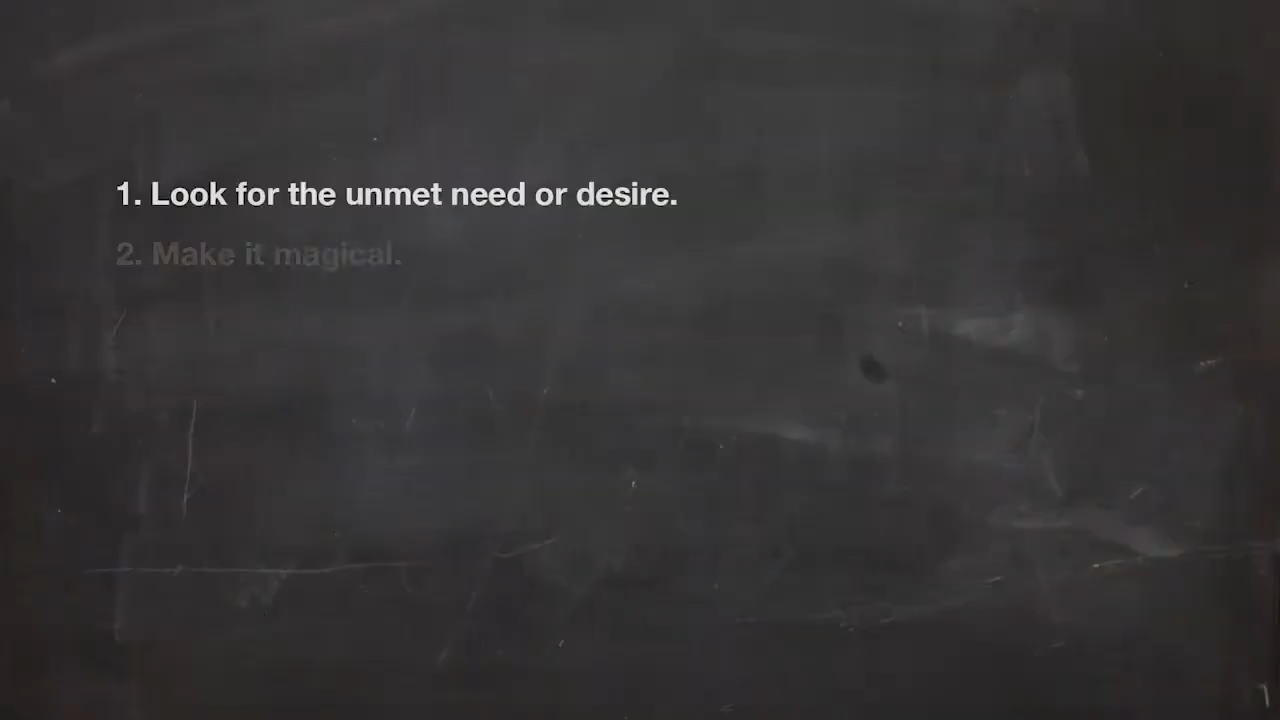 1. Look for the unmet need or desire.
2. Make it magical.